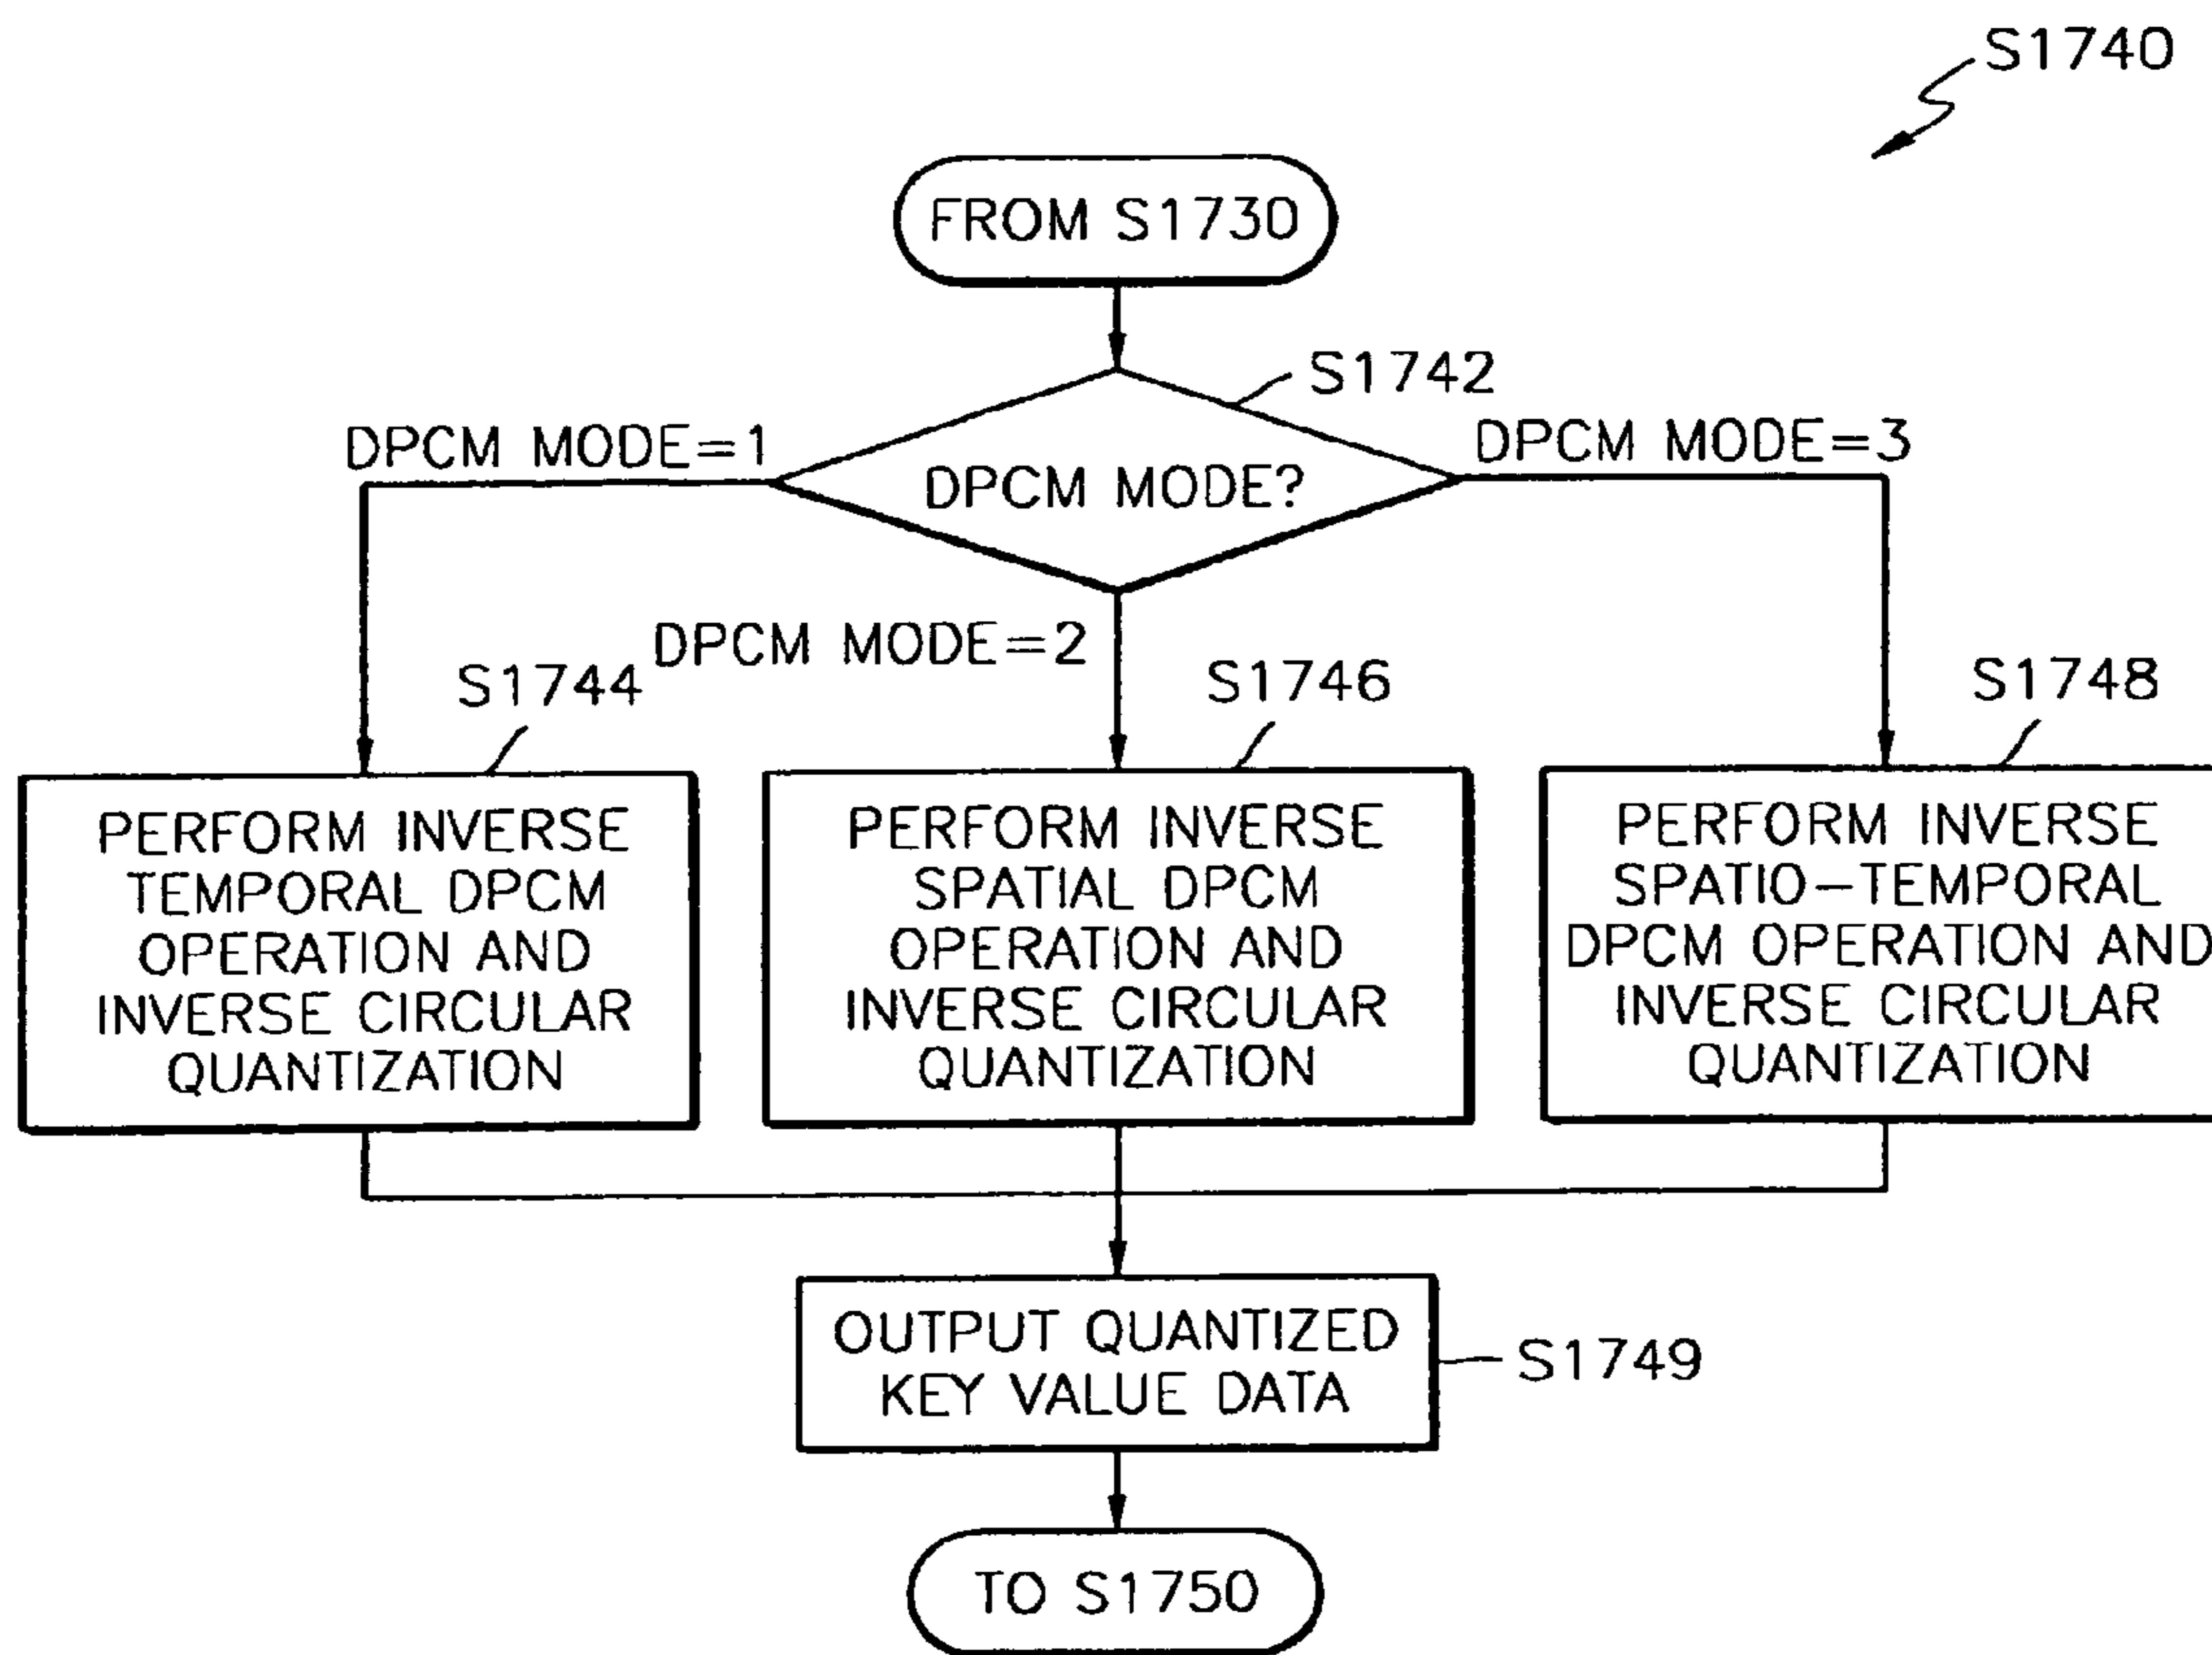 S1740
FROM S1730
S1742
DPCM MODE=1
DPCM MODE?
DPCM MODE=3
DPCM MODE=2
S1744
S1746
S1748
PERFORM INVERSE
TEMPORAL DPCM
OPERATION AND
INVERSE CIRCULAR
QUANTIZATION
PERFORM INVERSE
SPATIAL DPCM
OPERATION AND
INVERSE CIRCULAR
QUANTIZATION
PERFORM INVERSE
SPATIO-TEMPORAL
DPCM OPERATION AND
INVERSE CIRCULAR
QUANTIZATION
OUTPUT QUANTIZED
KEY VALUE DATA
S1749
TO S1750